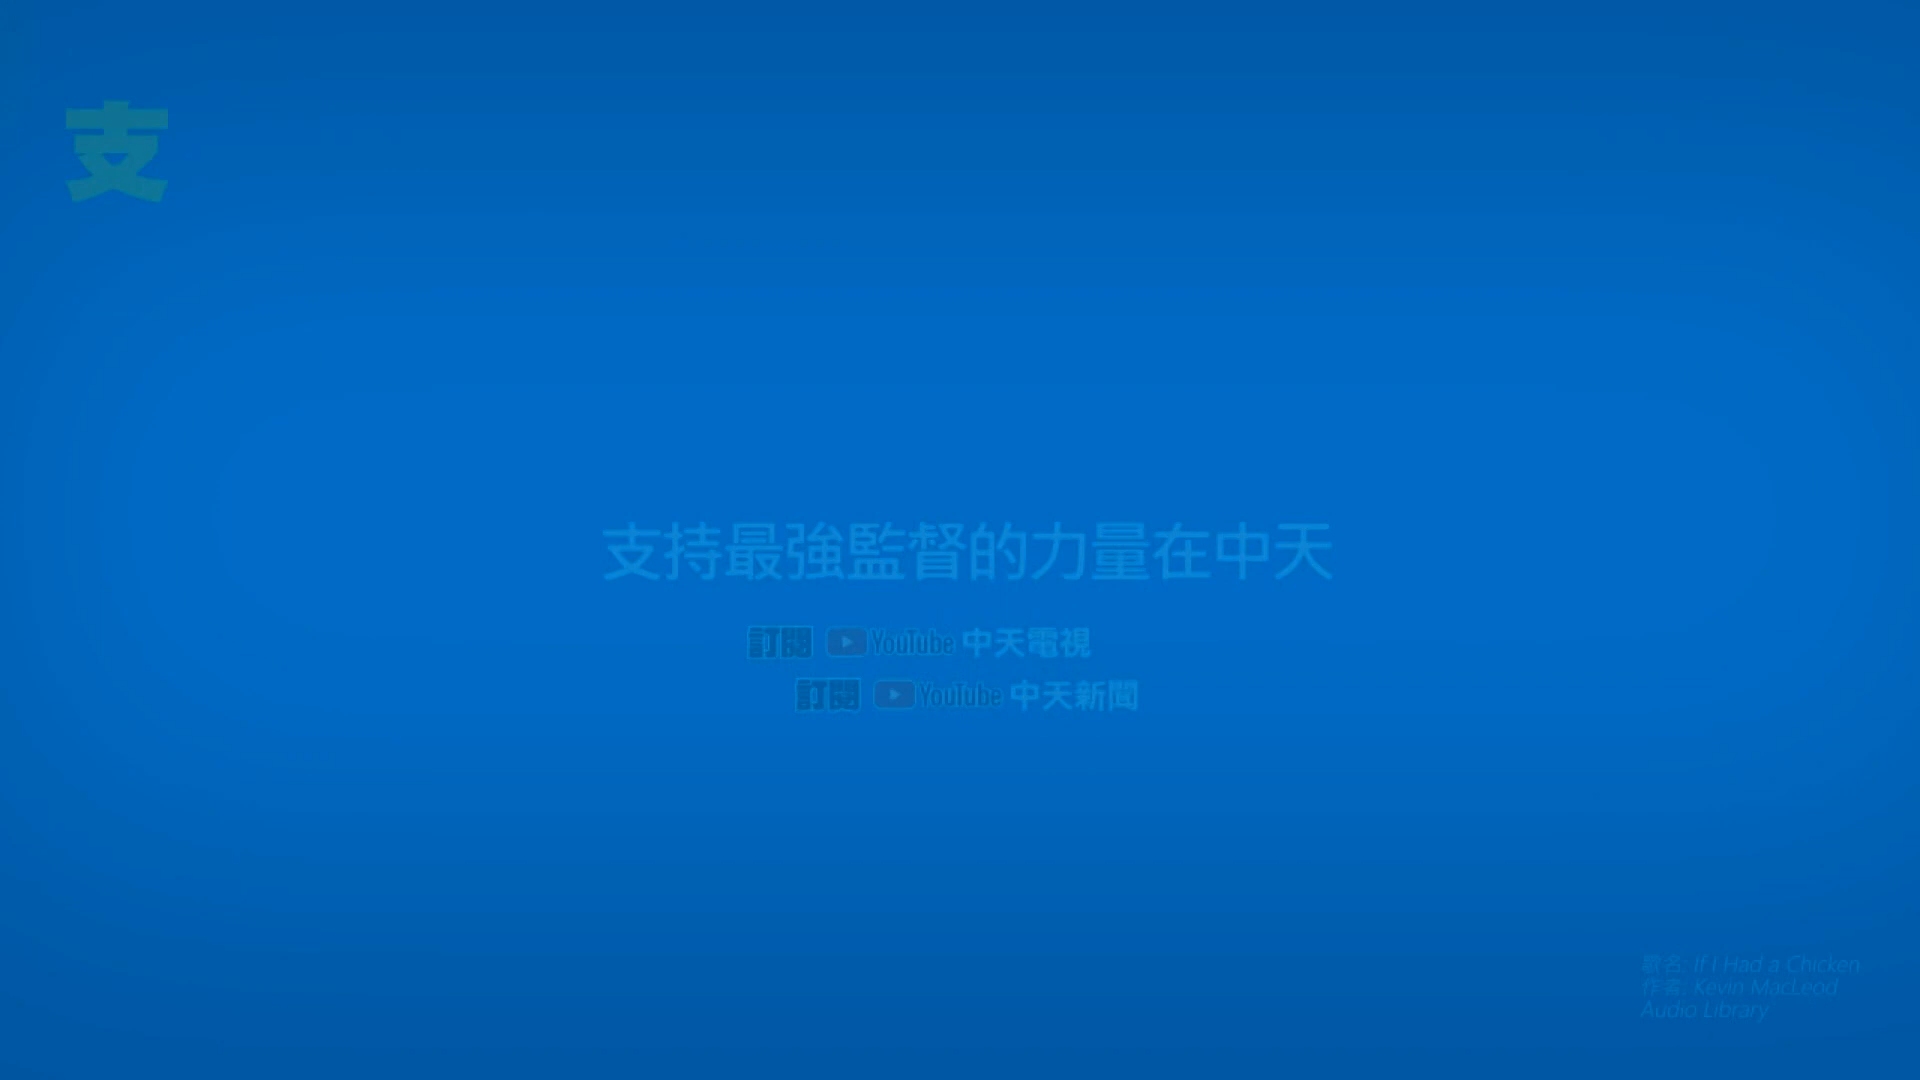 支
支持最強監督的力量在中天
訂閱 YouTube 中天電視
訂閱 YouTube 中天新聞
歌名: If I Had a Chicken
作者: Kevin MacLeod
Audio Library